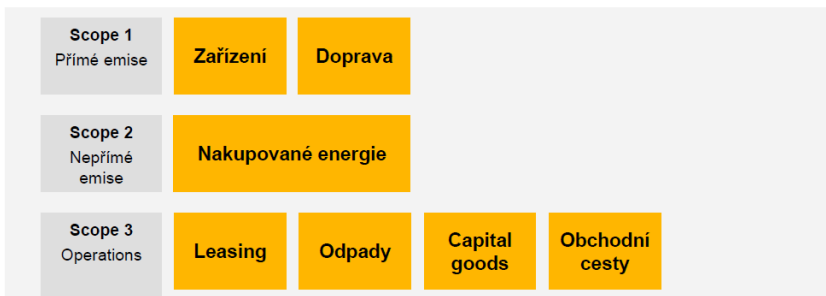 Scope 1
Přímé emise
Zařízení
Doprava
Scope 2
Nepřímé
emise
Nakupované energie
Scope 3
Operations
Leasing
Odpady
Capital
goods
Obchodní
cesty